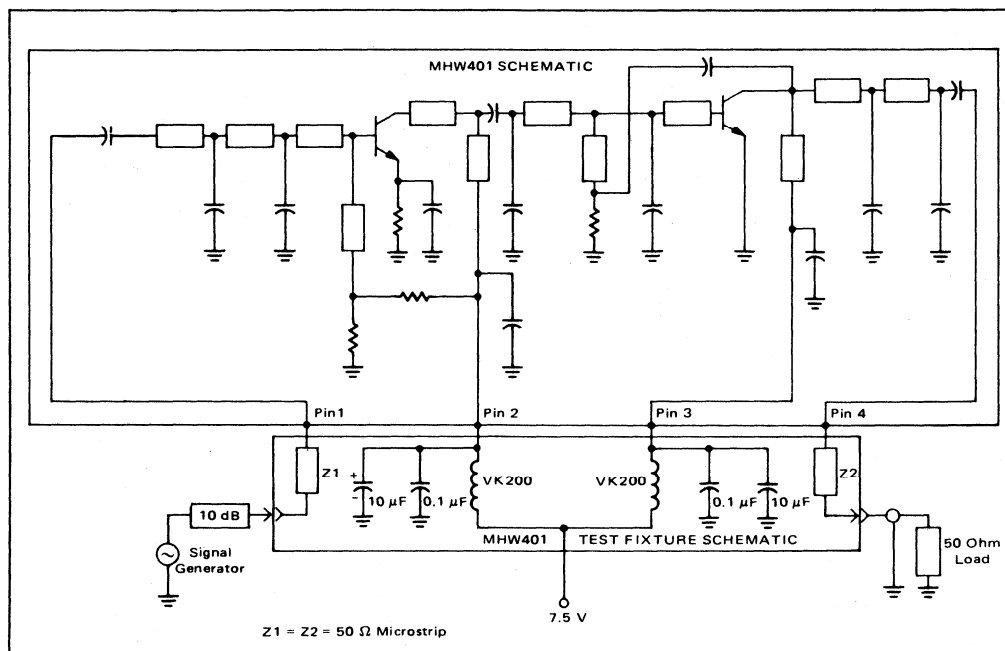 MHW401 SCHEMATIC
Pin 1
Pin 2
Pin 3
Pin 4
Z1
+
–
10 µF
0.1 µF
VK200
VK200
0.1 µF
10 µF
Z2
10 dB
MHW401 TEST FIXTURE SCHEMATIC
Signal
Generator
50 Ohm
Load
7.5 V
Z1 = Z2 = 50 Ω Microstrip